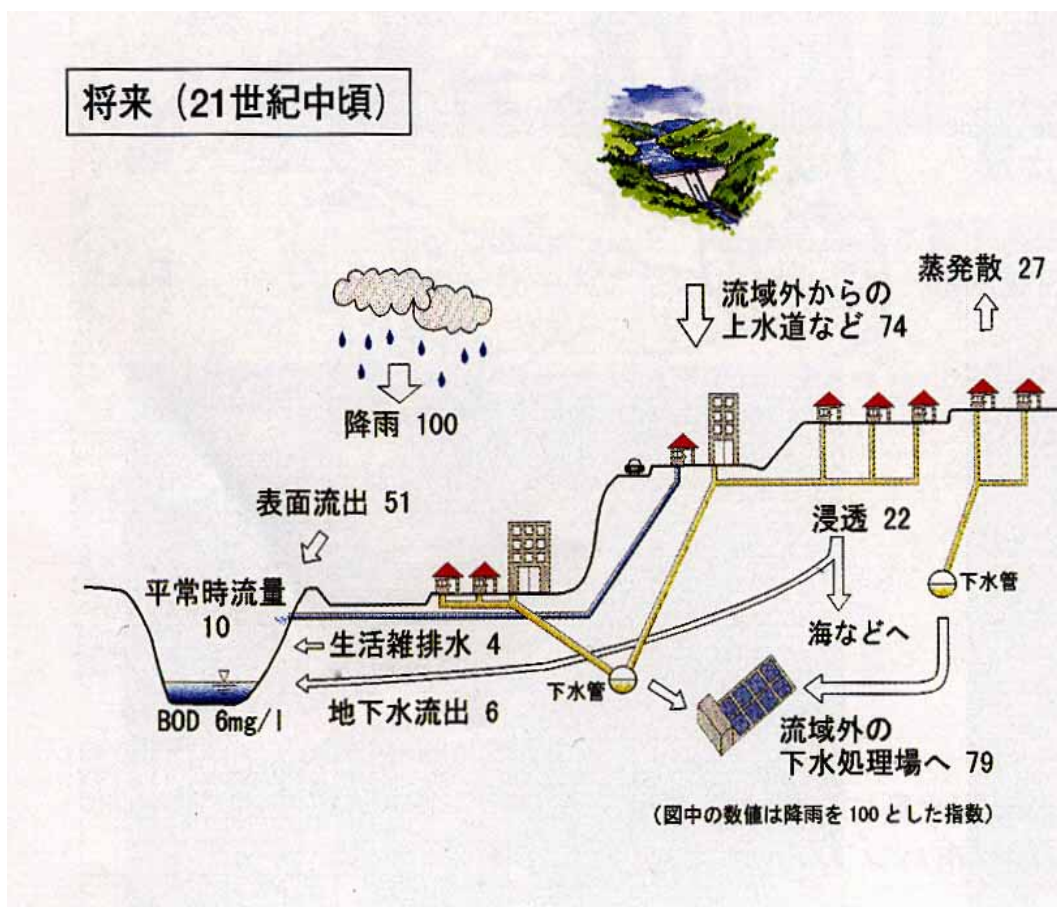 将来（21世紀中頃）
蒸発散 27
流域外からの
上水道など 74
降雨 100
表面流出 51
浸透 22
平常時流量
10
下水管
海などへ
生活雑排水 4
下水管
地下水流出 6
BOD 6mg/l
流域外の
下水処理場へ 79
（図中の数値は降雨を100とした指数）